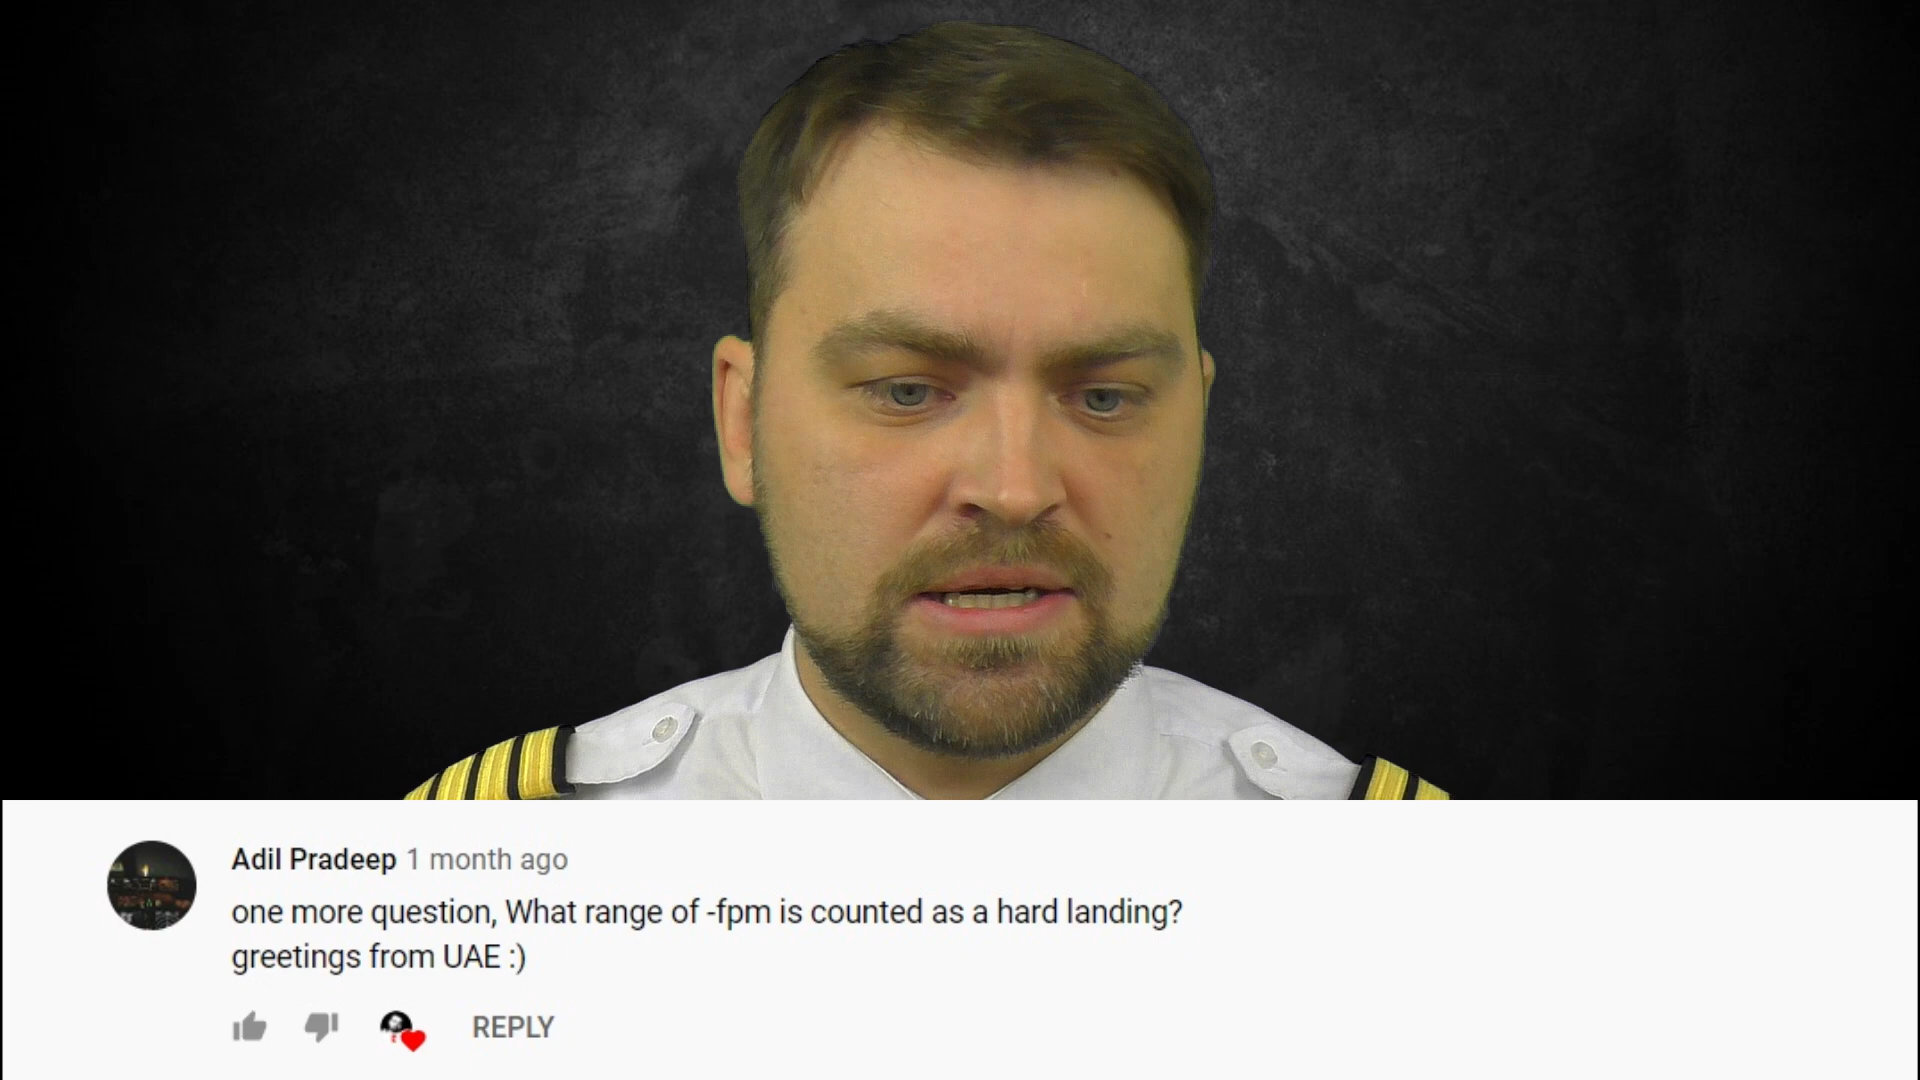 Adil Pradeep 1 month ago
one more question, What range of -fpm is counted as a hard landing?
greetings from UAE :)
REPLY